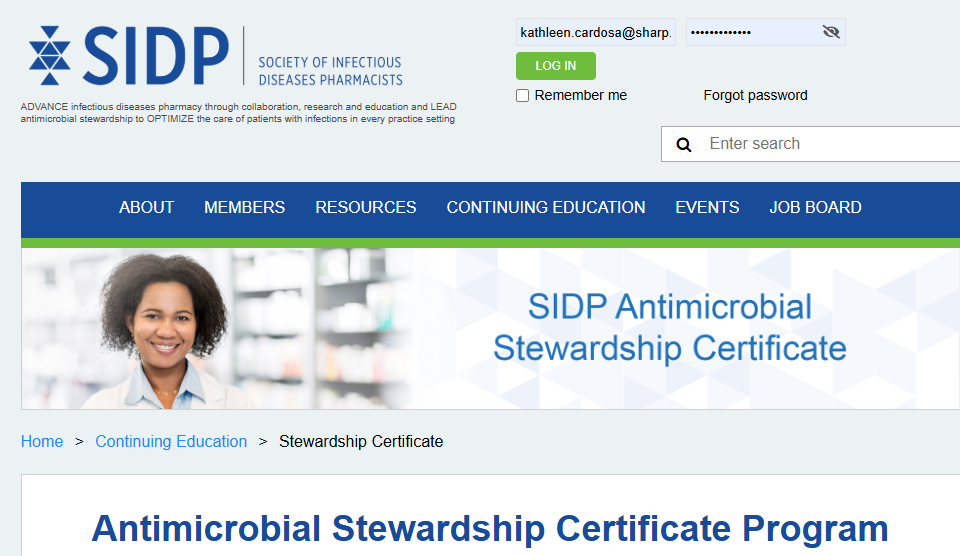 SIDP
SOCIETY OF INFECTIOUS
DISEASES PHARMACISTS
ADVANCE infectious diseases pharmacy through collaboration, research and education and LEAD
antimicrobial stewardship to OPTIMIZE the care of patients with infections in every practice setting
kathleen.cardosa@sharp.
•••••••••••••
LOG IN
Remember me
Forgot password
Enter search
ABOUT MEMBERS RESOURCES CONTINUING EDUCATION EVENTS JOB BOARD
SIDP Antimicrobial
Stewardship Certificate
Home > Continuing Education > Stewardship Certificate
Antimicrobial Stewardship Certificate Program